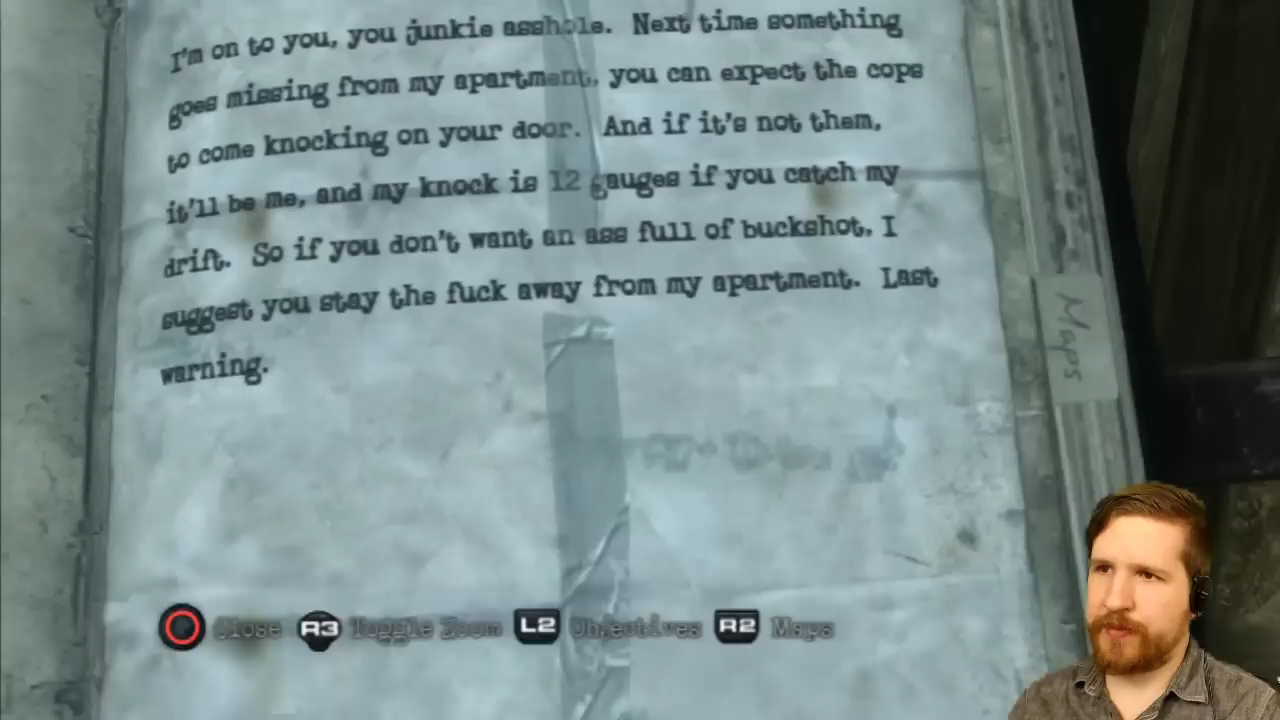 I'm on to you, you junkie asshole. Next time something
goes missing from my apartment, you can expect the cops
to come knocking on your door. And if it's not them,
it'll be me, and my knock is 12 gauges if you catch my
drift. So if you don't want an ass full of buckshot, I
suggest you stay the fuck away from my apartment. Last
warning.
Maps
Close R3 Toggle Zoom L2 Objectives R2 Maps